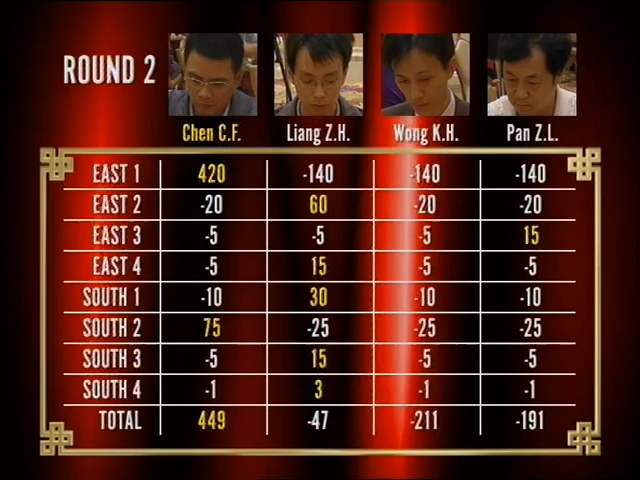 ROUND 2
Chen C.F. Liang Z.H. Wong K.H. Pan Z.L.
EAST 1 420 -140 -140 -140
EAST 2 -20 60 -20 -20
EAST 3 -5 -5 -5 15
EAST 4 -5 15 -5 -5
SOUTH 1 -10 30 -10 -10
SOUTH 2 75 -25 -25 -25
SOUTH 3 -5 15 -5 -5
SOUTH 4 -1 3 -1 -1
TOTAL 449 -47 -211 -191